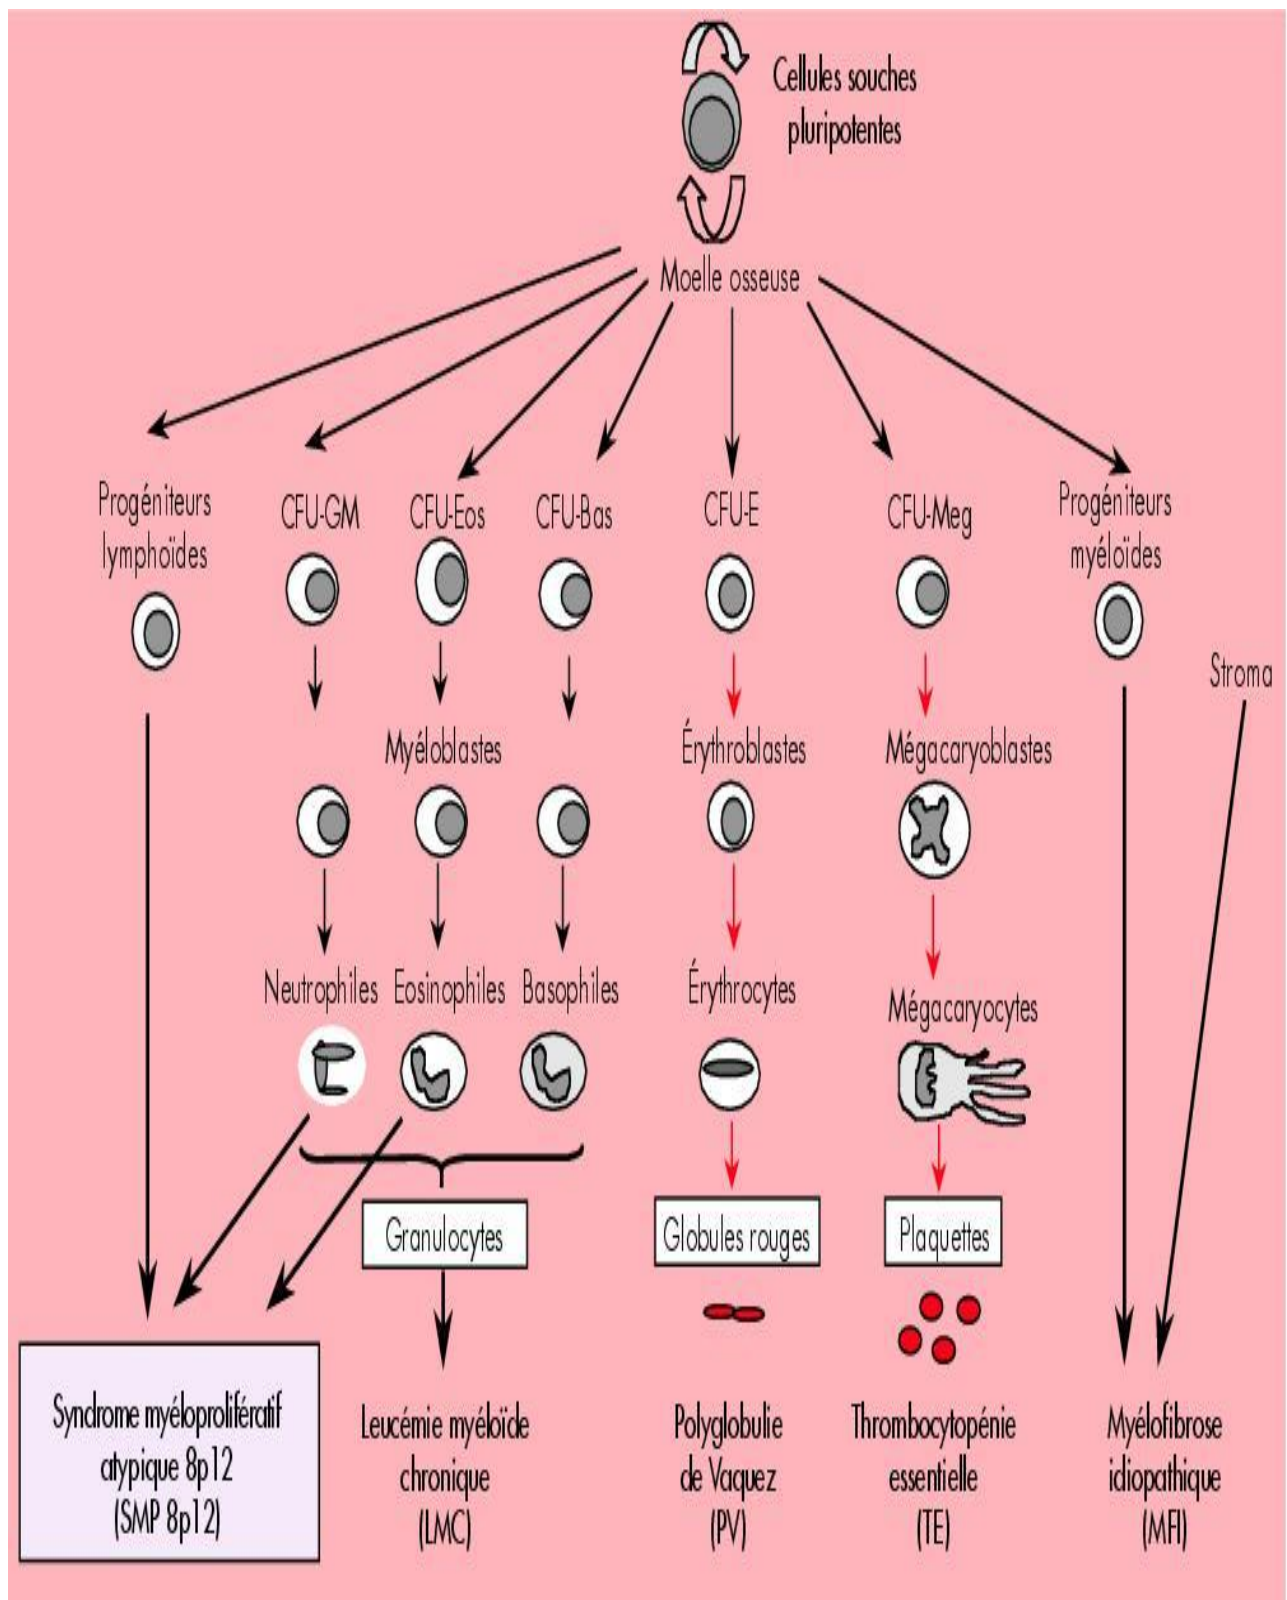 Cellules souches
pluripotentes
Moelle osseuse
Progéniteurs
lymphoïdes
CFU-GM
CFU-Eos
CFU-Bas
CFU-E
CFU-Meg
Progéniteurs
myéloïdes
Stroma
Myéloblastes
Érythroblastes
Mégacaryoblastes
Neutrophiles
Eosinophiles
Basophiles
Érythrocytes
Mégacaryocytes
Granulocytes
Globules rouges
Plaquettes
Syndrome myéloprolifératif
atypique 8p12
(SMP 8p12)
Leucémie myéloïde
chronique
(LMC)
Polyglobulie
de Vaquez
(PV)
Thrombocytopénie
essentielle
(TE)
Myélofibrose
idiopathique
(MFI)